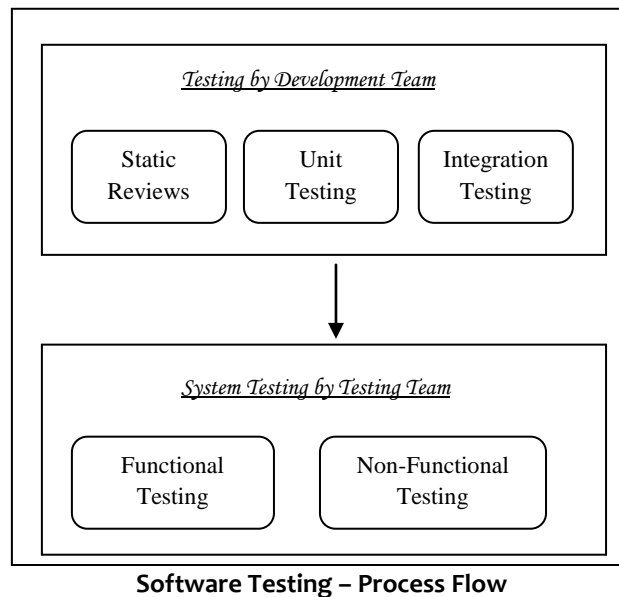 Testing by Development Team
Static
Reviews
Unit
Testing
Integration
Testing
System Testing by Testing Team
Functional
Testing
Non-Functional
Testing
Software Testing – Process Flow